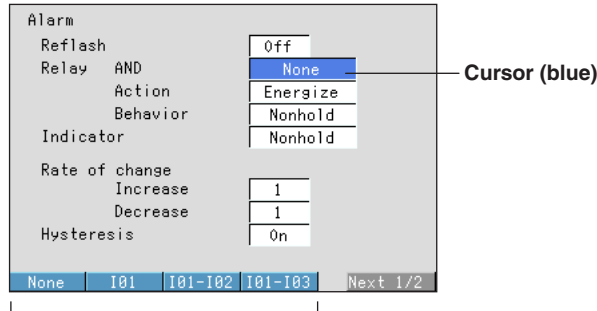 Alarm
Reflash Off
Relay AND None
Cursor (blue)
Action Energize
Behavior Nonhold
Indicator Nonhold
Rate of change
Increase 1
Decrease 1
Hysteresis On
None I01 I01-I02 I01-I03 Next 1/2